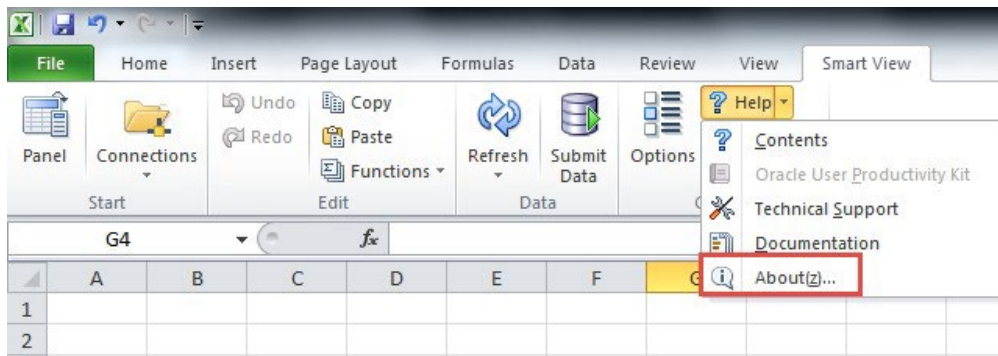 File Home Insert Page Layout Formulas Data Review View Smart View
Undo Copy Help
Redo Paste
Panel Connections Functions Refresh Submit Data Options
Start Edit Data
Contents
Oracle User Productivity Kit
Technical Support
Documentation
About(z)...
G4 fx
A B C D E F G
1
2